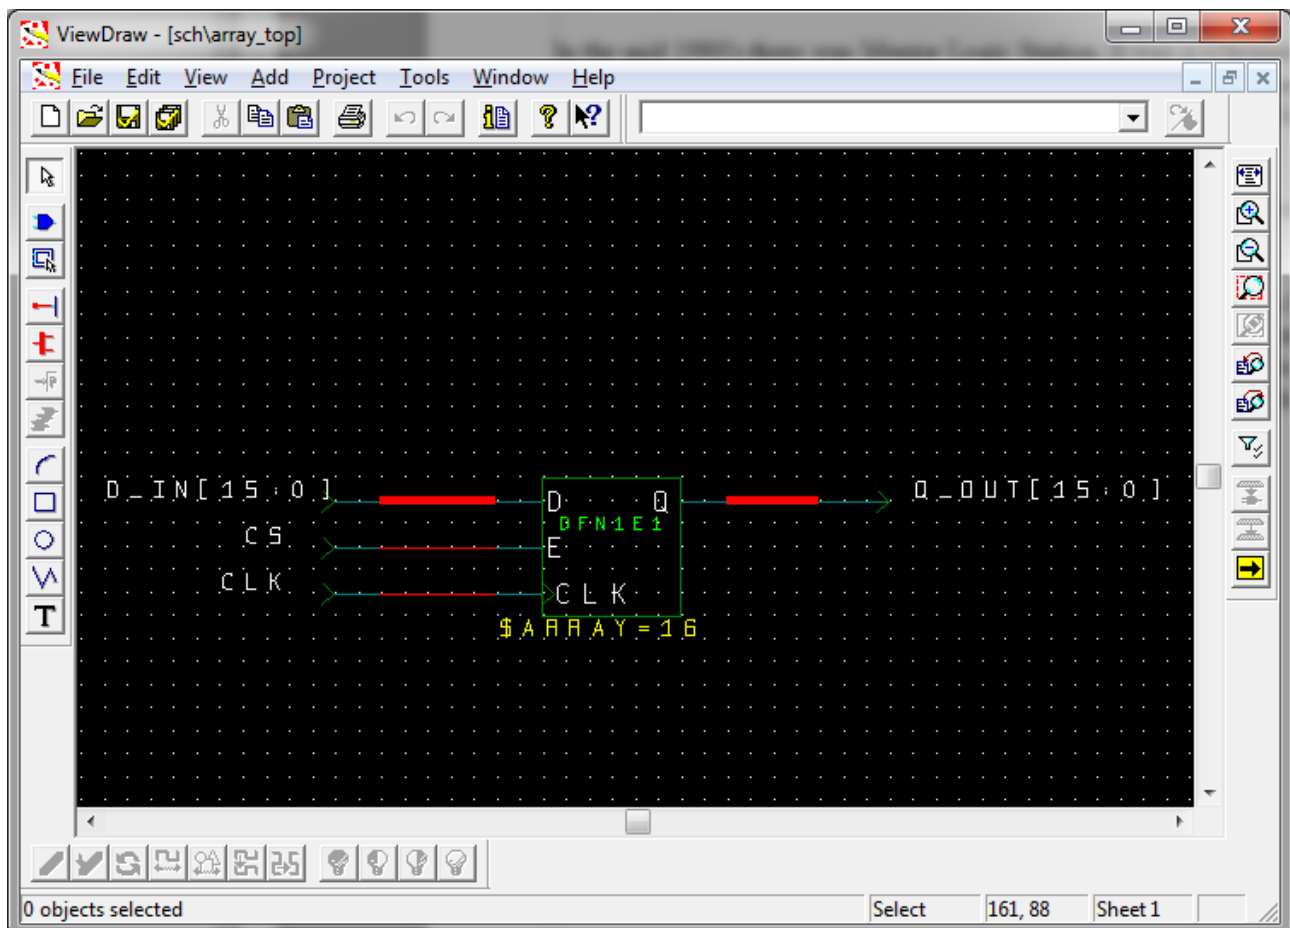 ViewDraw - [sch\array_top]
File Edit View Add Project Tools Window Help
D_IN[15:0]
D Q
Q_OUT[15:0]
DFN1E1
CS
E
CLK
CLK
$ARRAY=16
0 objects selected
Select
161, 88
Sheet 1